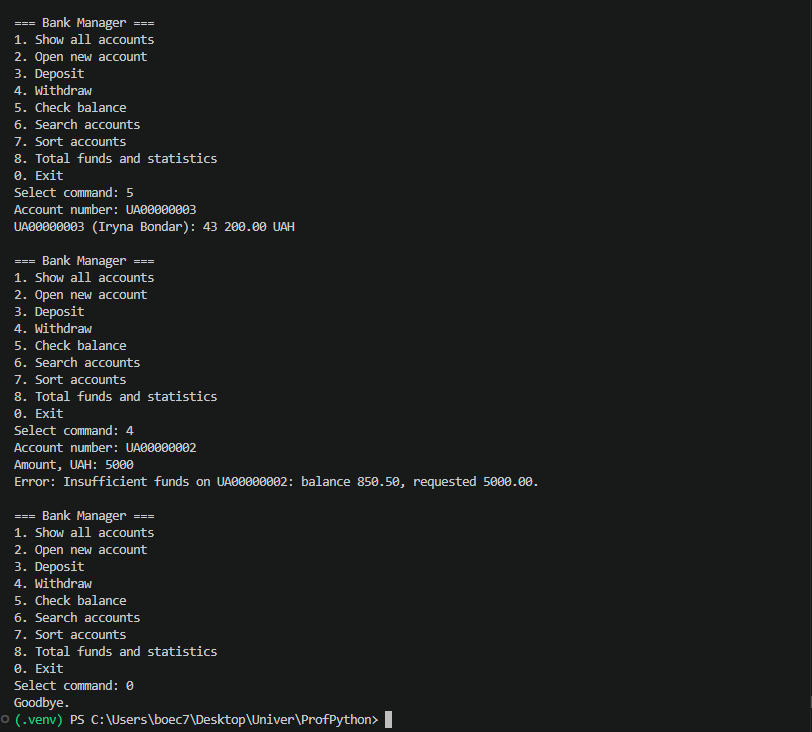 === Bank Manager ===
1. Show all accounts
2. Open new account
3. Deposit
4. Withdraw
5. Check balance
6. Search accounts
7. Sort accounts
8. Total funds and statistics
0. Exit
Select command: 5
Account number: UA00000003
UA00000003 (Iryna Bondar): 43 200.00 UAH
=== Bank Manager ===
1. Show all accounts
2. Open new account
3. Deposit
4. Withdraw
5. Check balance
6. Search accounts
7. Sort accounts
8. Total funds and statistics
0. Exit
Select command: 4
Account number: UA00000002
Amount, UAH: 5000
Error: Insufficient funds on UA00000002: balance 850.50, requested 5000.00.
=== Bank Manager ===
1. Show all accounts
2. Open new account
3. Deposit
4. Withdraw
5. Check balance
6. Search accounts
7. Sort accounts
8. Total funds and statistics
0. Exit
Select command: 0
Goodbye.
(.venv) PS C:\Users\boec7\Desktop\Univer\ProfPython>